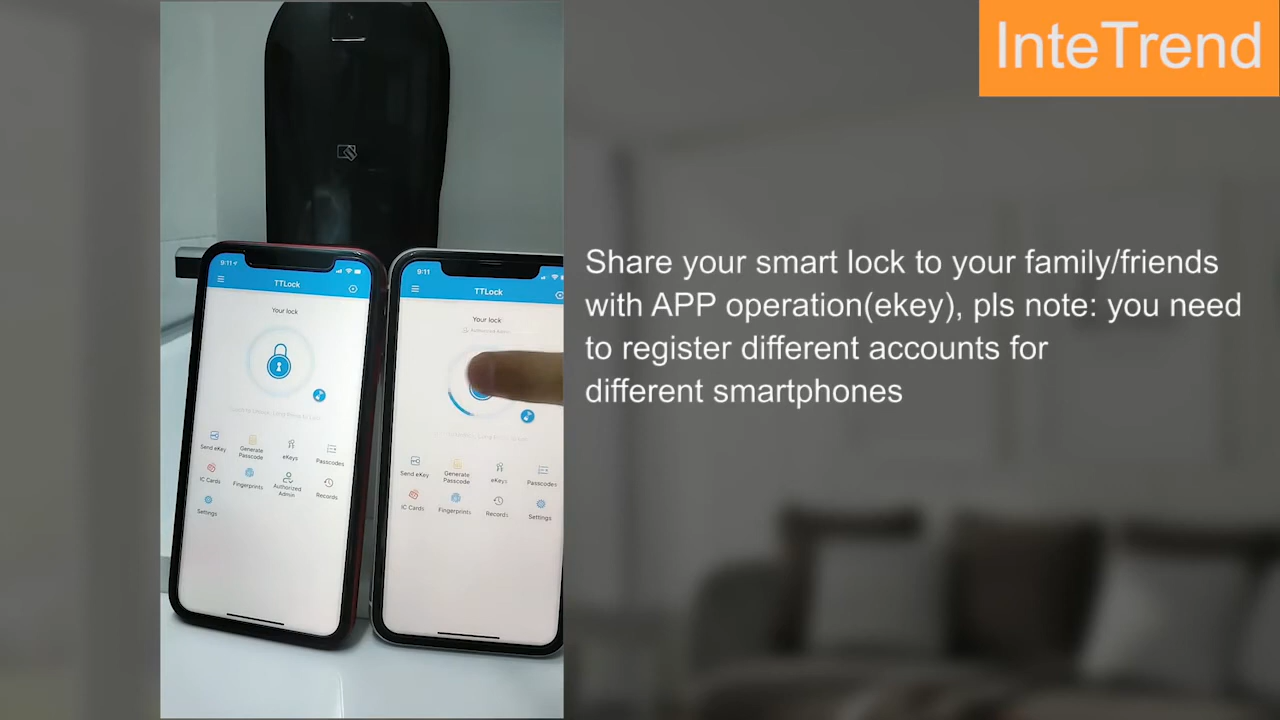 InteTrend
Share your smart lock to your family/friends
with APP operation(ekey), pls note: you need
to register different accounts for
different smartphones
9:11
TTLock
Your lock
Send eKey
Generate
Passcode
eKeys
Passcodes
IC Cards
Fingerprints
Authorized
Admin
Records
Settings
9:11
TTLock
Your lock
Send eKey
Generate
Passcode
eKeys
Passcodes
IC Cards
Fingerprints
Records
Settings